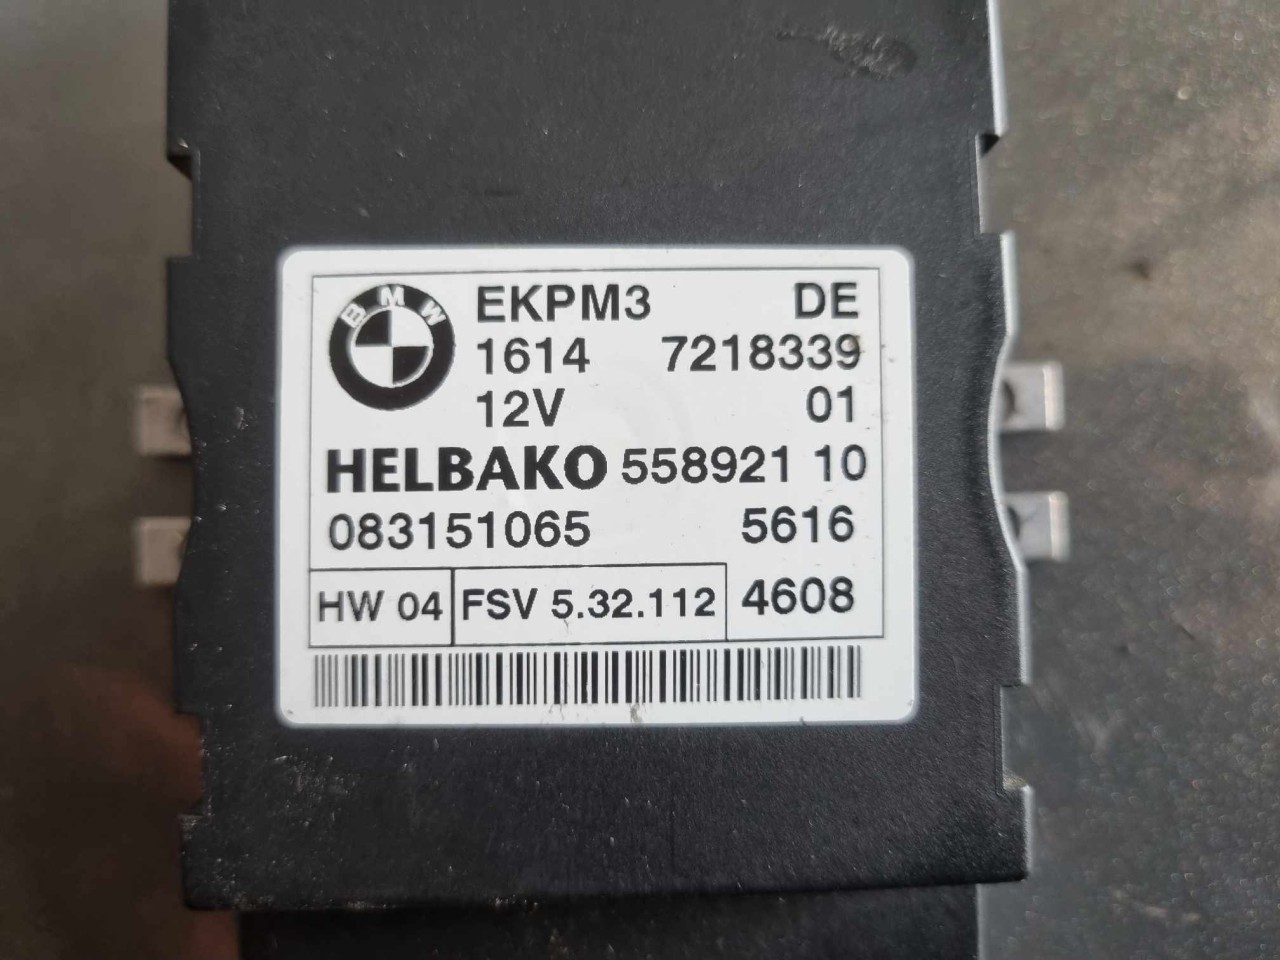 BMW
EKPM3 DE
1614 7218339
12V 01
HELBAKO 558921 10
083151065 5616
HW 04 FSV 5.32.112 4608